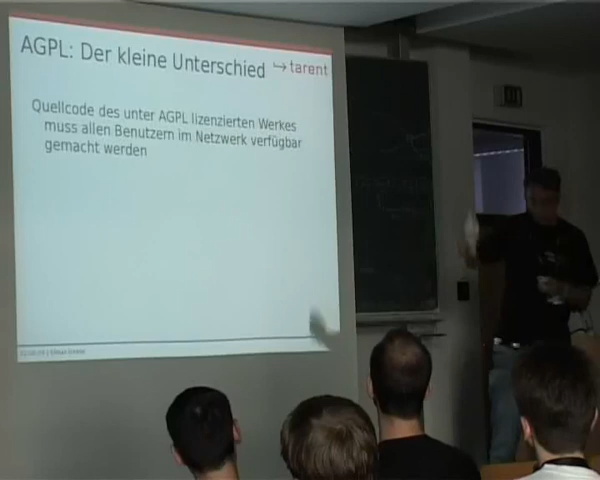 AGPL: Der kleine Unterschied
→ tarent
Quellcode des unter AGPL lizenzierten Werkes
muss allen Benutzern im Netzwerk verfügbar
gemacht werden